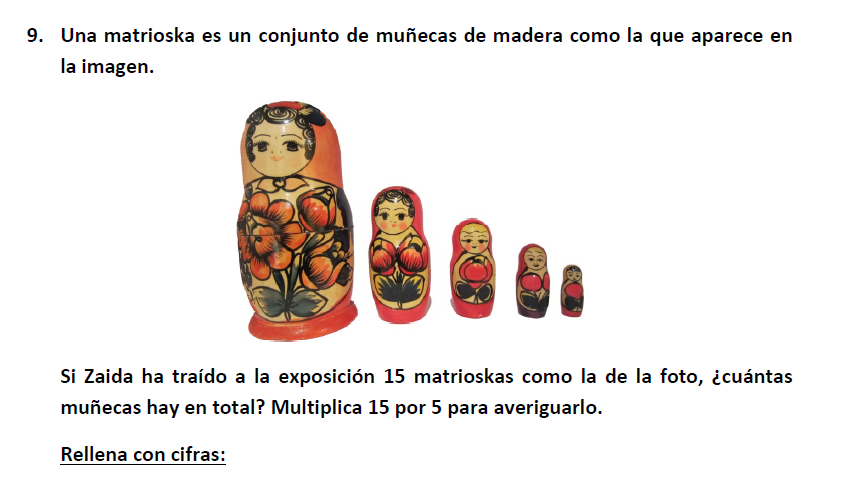 9. Una matrioska es un conjunto de muñecas de madera como la que aparece en
la imagen.
Si Zaida ha traído a la exposición 15 matrioskas como la de la foto, ¿cuántas
muñecas hay en total? Multiplica 15 por 5 para averiguarlo.
Rellena con cifras: